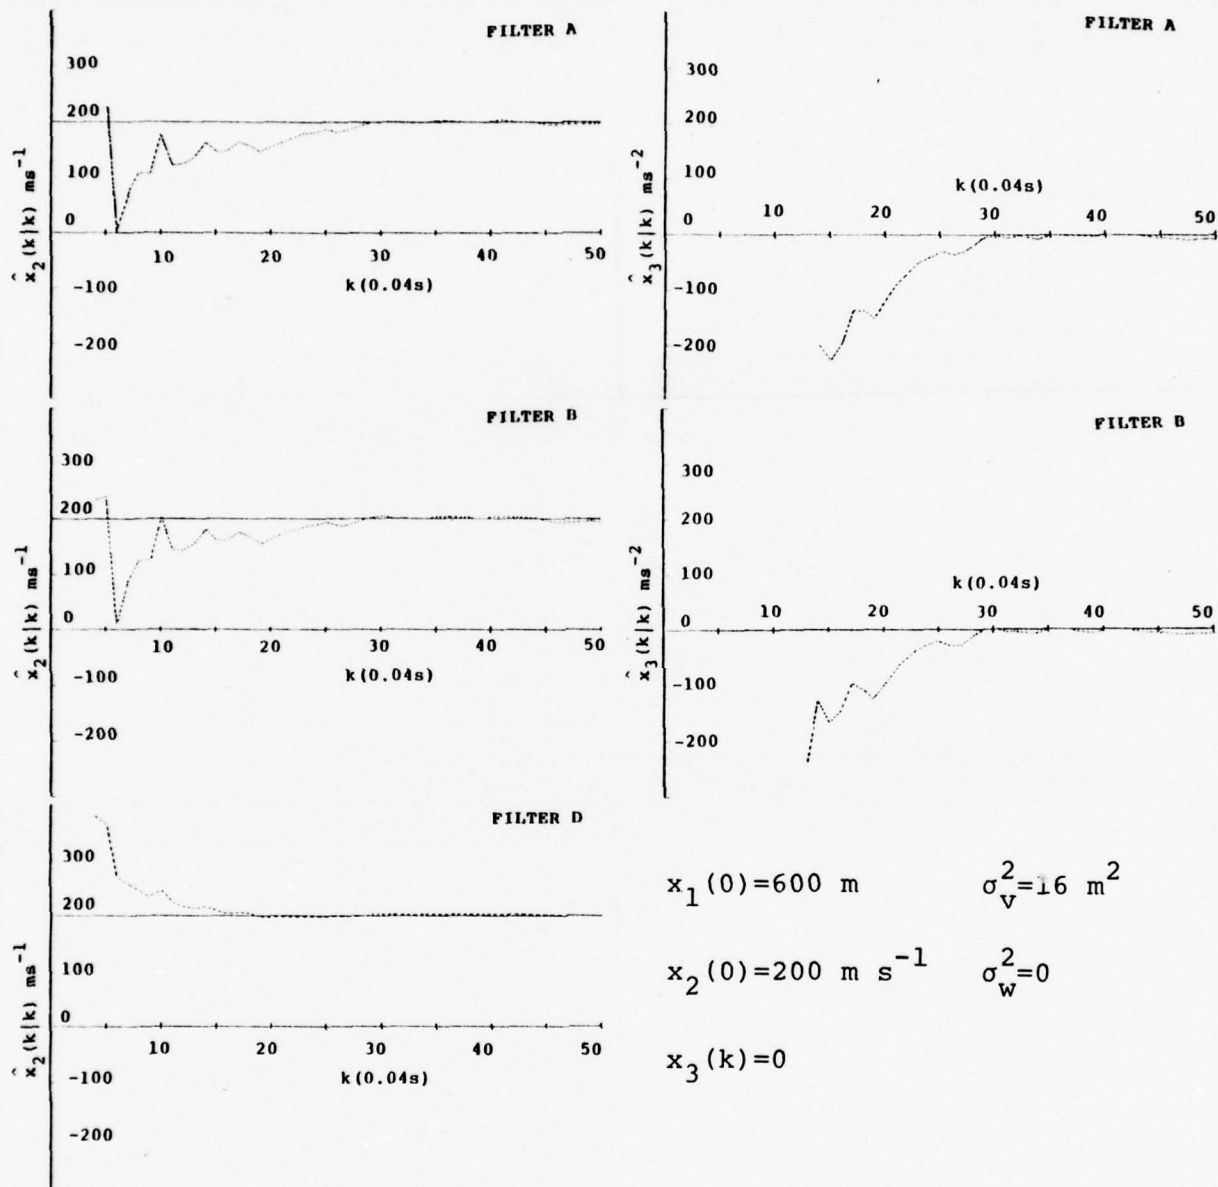 FILTER A
300
200
100
0
-100
-200
10 20 30 40 50
k(0.04s)
x̂₂(k|k) ms⁻¹
FILTER A
300
200
100
k(0.04s)
0 10 20 30 40 50
-100
-200
x̂₃(k|k) ms⁻²
FILTER B
300
200
100
0
-100
-200
10 20 30 40 50
k(0.04s)
x̂₂(k|k) ms⁻¹
FILTER B
300
200
100
k(0.04s)
0 10 20 30 40 50
-100
-200
x̂₃(k|k) ms⁻²
FILTER D
300
200
100
0
-100
-200
10 20 30 40 50
k(0.04s)
x̂₂(k|k) ms⁻¹
x₁(0)=600 m σᵥ²=16 m²
x₂(0)=200 m s⁻¹ σ_w²=0
x₃(k)=0